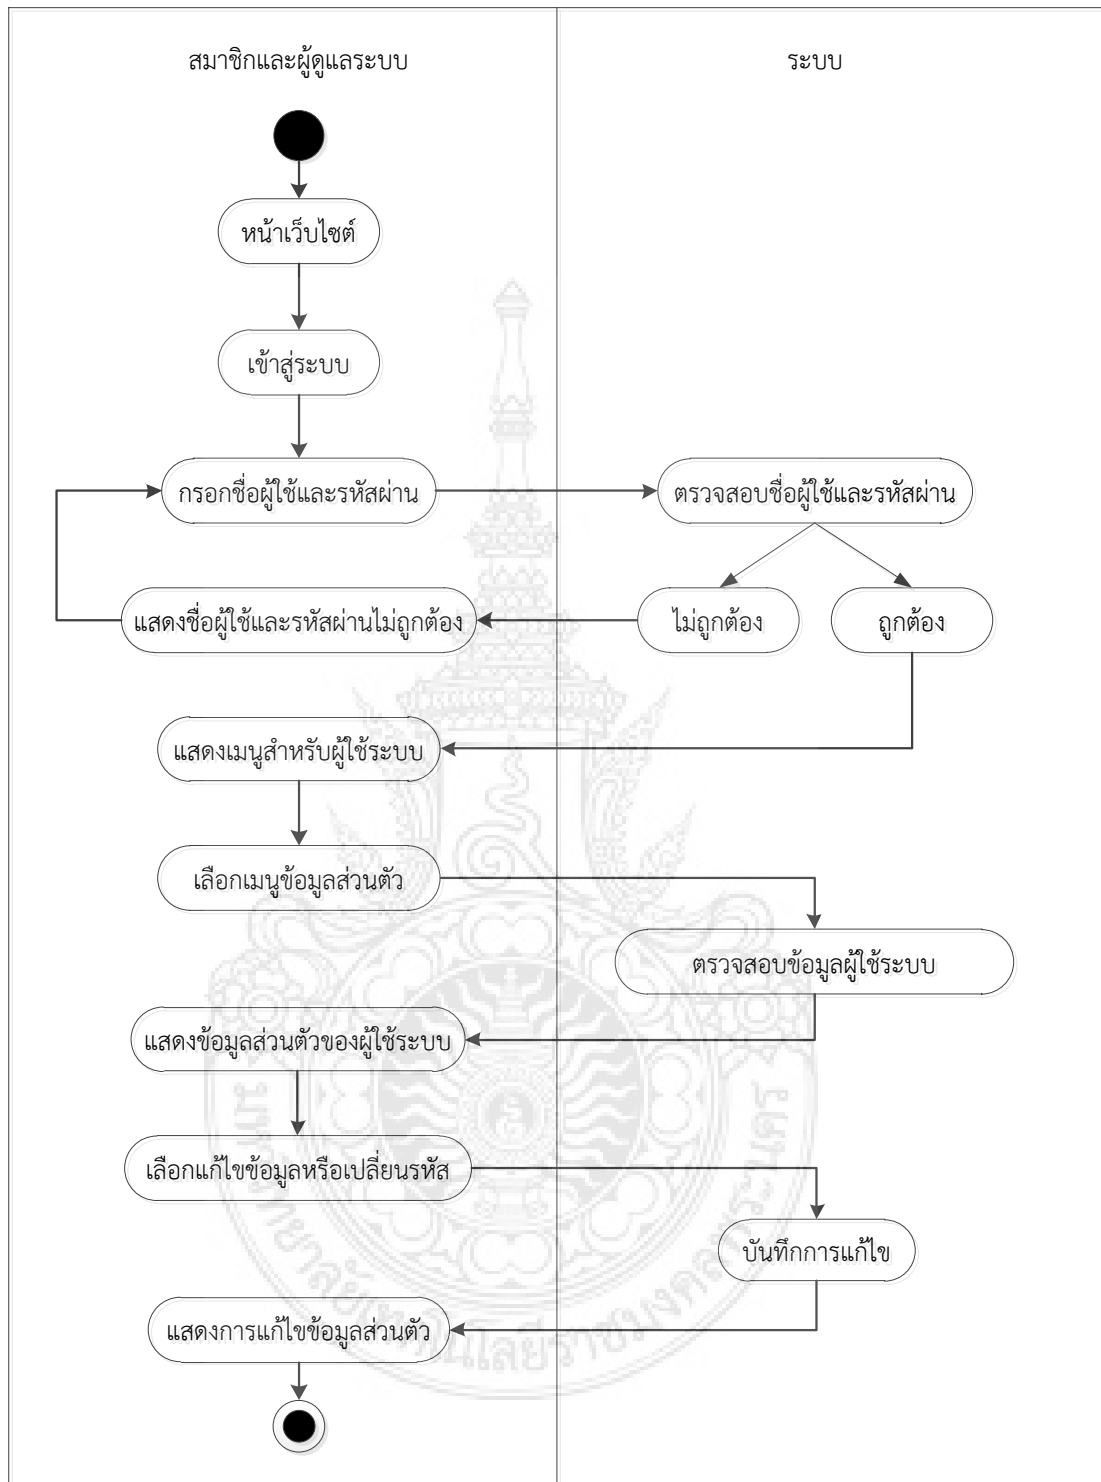 สมาชิกและผู้ดูแลระบบ
ระบบ
หน้าเว็บไซต์
เข้าสู่ระบบ
กรอกชื่อผู้ใช้และรหัสผ่าน
ตรวจสอบชื่อผู้ใช้และรหัสผ่าน
แสดงชื่อผู้ใช้และรหัสผ่านไม่ถูกต้อง
ไม่ถูกต้อง
ถูกต้อง
แสดงเมนูสำหรับผู้ใช้ระบบ
เลือกเมนูข้อมูลส่วนตัว
ตรวจสอบข้อมูลผู้ใช้ระบบ
แสดงข้อมูลส่วนตัวของผู้ใช้ระบบ
เลือกแก้ไขข้อมูลหรือเปลี่ยนรหัส
บันทึกการแก้ไข
แสดงการแก้ไขข้อมูลส่วนตัว